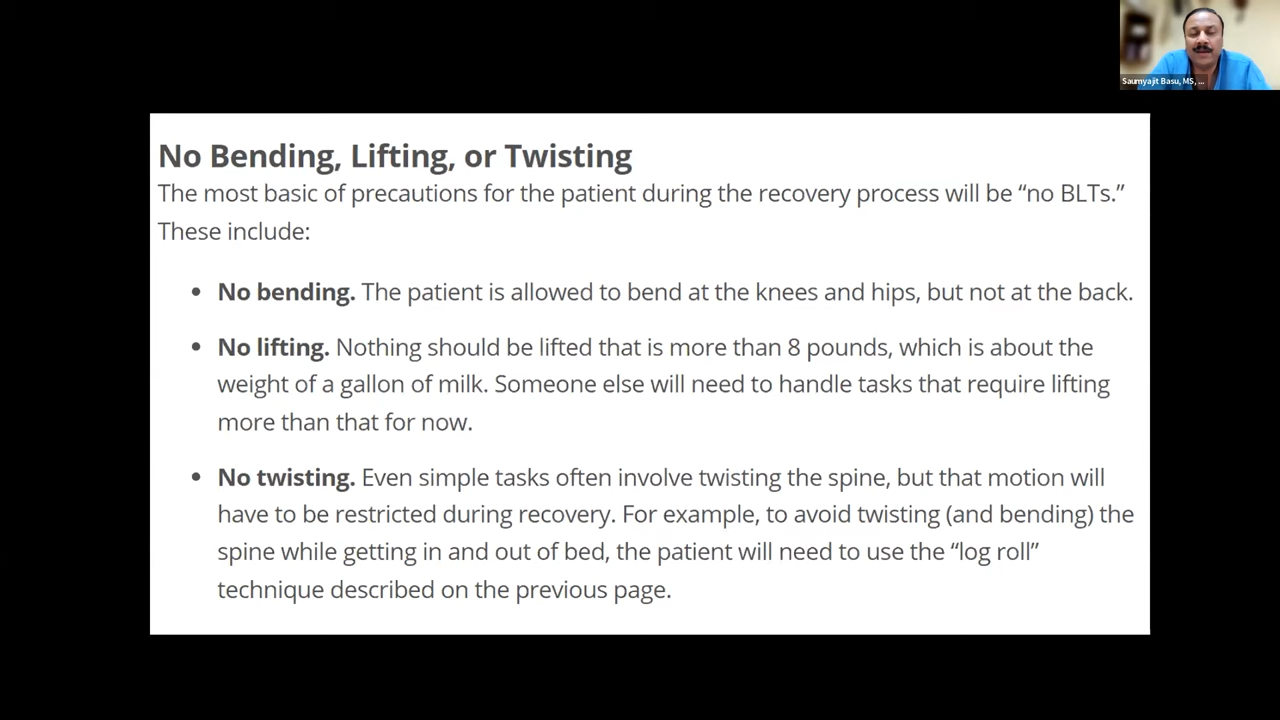 Saumyajit Basu, MS, ...
No Bending, Lifting, or Twisting
The most basic of precautions for the patient during the recovery process will be “no BLTs.”
These include:
• No bending. The patient is allowed to bend at the knees and hips, but not at the back.
• No lifting. Nothing should be lifted that is more than 8 pounds, which is about the
weight of a gallon of milk. Someone else will need to handle tasks that require lifting
more than that for now.
• No twisting. Even simple tasks often involve twisting the spine, but that motion will
have to be restricted during recovery. For example, to avoid twisting (and bending) the
spine while getting in and out of bed, the patient will need to use the “log roll”
technique described on the previous page.